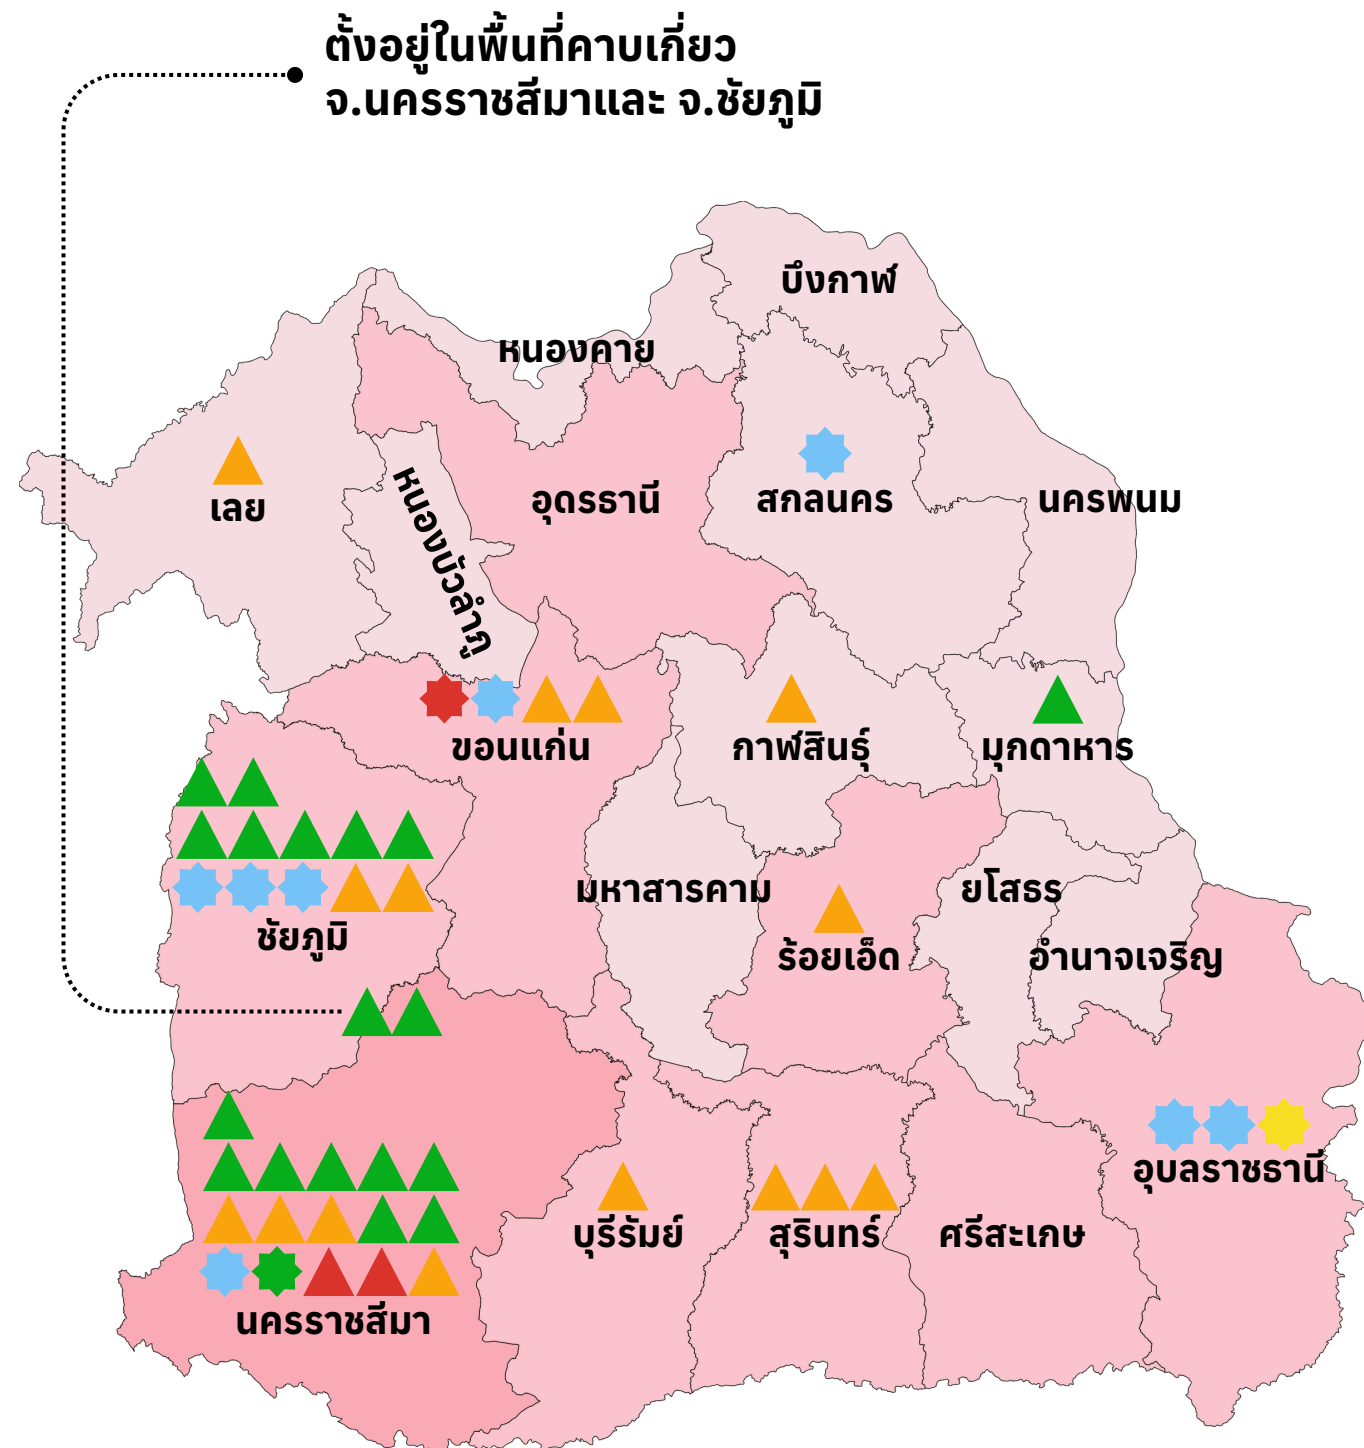 ตั้งอยู่ในพื้นที่คาบเกี่ยว
จ.นครราชสีมาและ จ.ชัยภูมิ
บึงกาฬ
หนองคาย
เลย
หนองบัวลำภู
อุดรธานี
สกลนคร
นครพนม
ขอนแก่น
กาฬสินธุ์
มุกดาหาร
ชัยภูมิ
มหาสารคาม
ร้อยเอ็ด
ยโสธร
อำนาจเจริญ
อุบลราชธานี
บุรีรัมย์
สุรินทร์
ศรีสะเกษ
นครราชสีมา